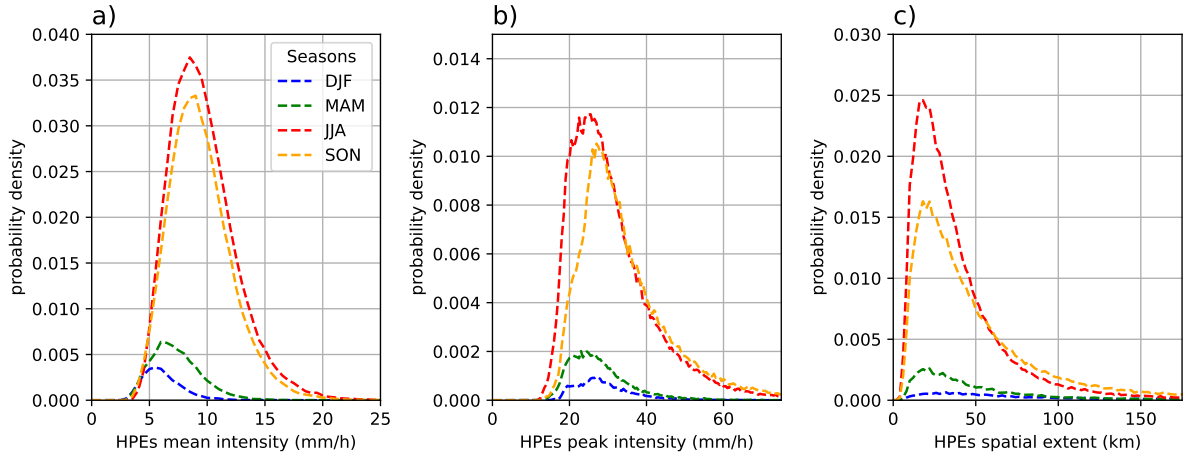 a)
0.040
0.035
0.030
0.025
0.020
0.015
0.010
0.005
0.000
probability density
0 5 10 15 20 25
HPEs mean intensity (mm/h)
Seasons
DJF
MAM
JJA
SON
b)
0.014
0.012
0.010
0.008
0.006
0.004
0.002
0.000
probability density
0 20 40 60
HPEs peak intensity (mm/h)
c)
0.030
0.025
0.020
0.015
0.010
0.005
0.000
probability density
0 50 100 150
HPEs spatial extent (km)